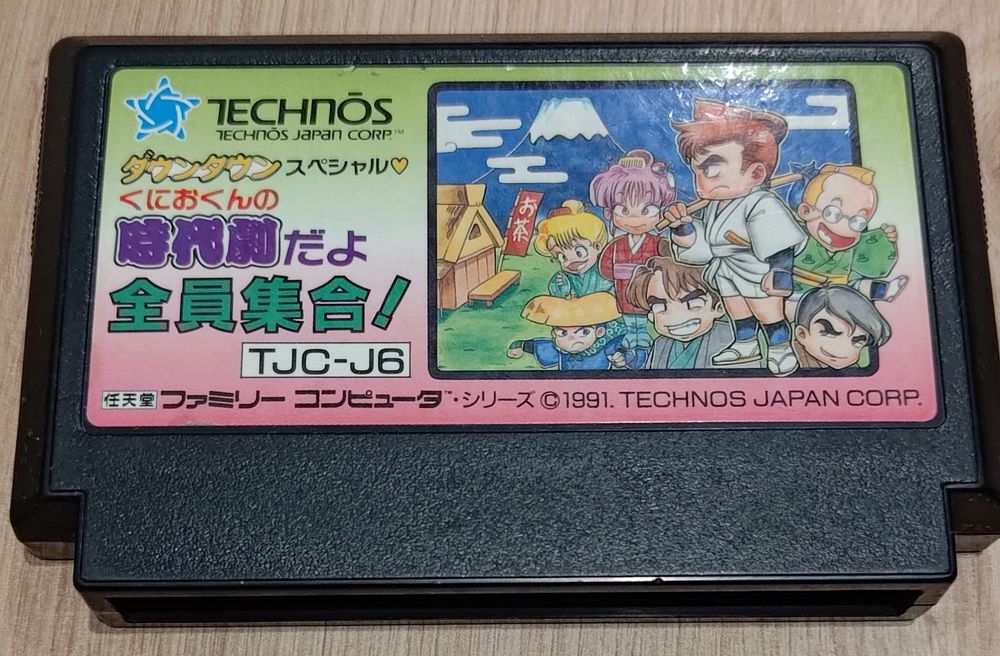 TECHNŌS
TECHNŌS JAPAN CORP.™
ダウンタウンスペシャル♥
くにおくんの
時代劇だよ
全員集合!
TJC-J6
お茶
任天堂 ファミリー コンピュータ™・シリーズ ©1991. TECHNOS JAPAN CORP.